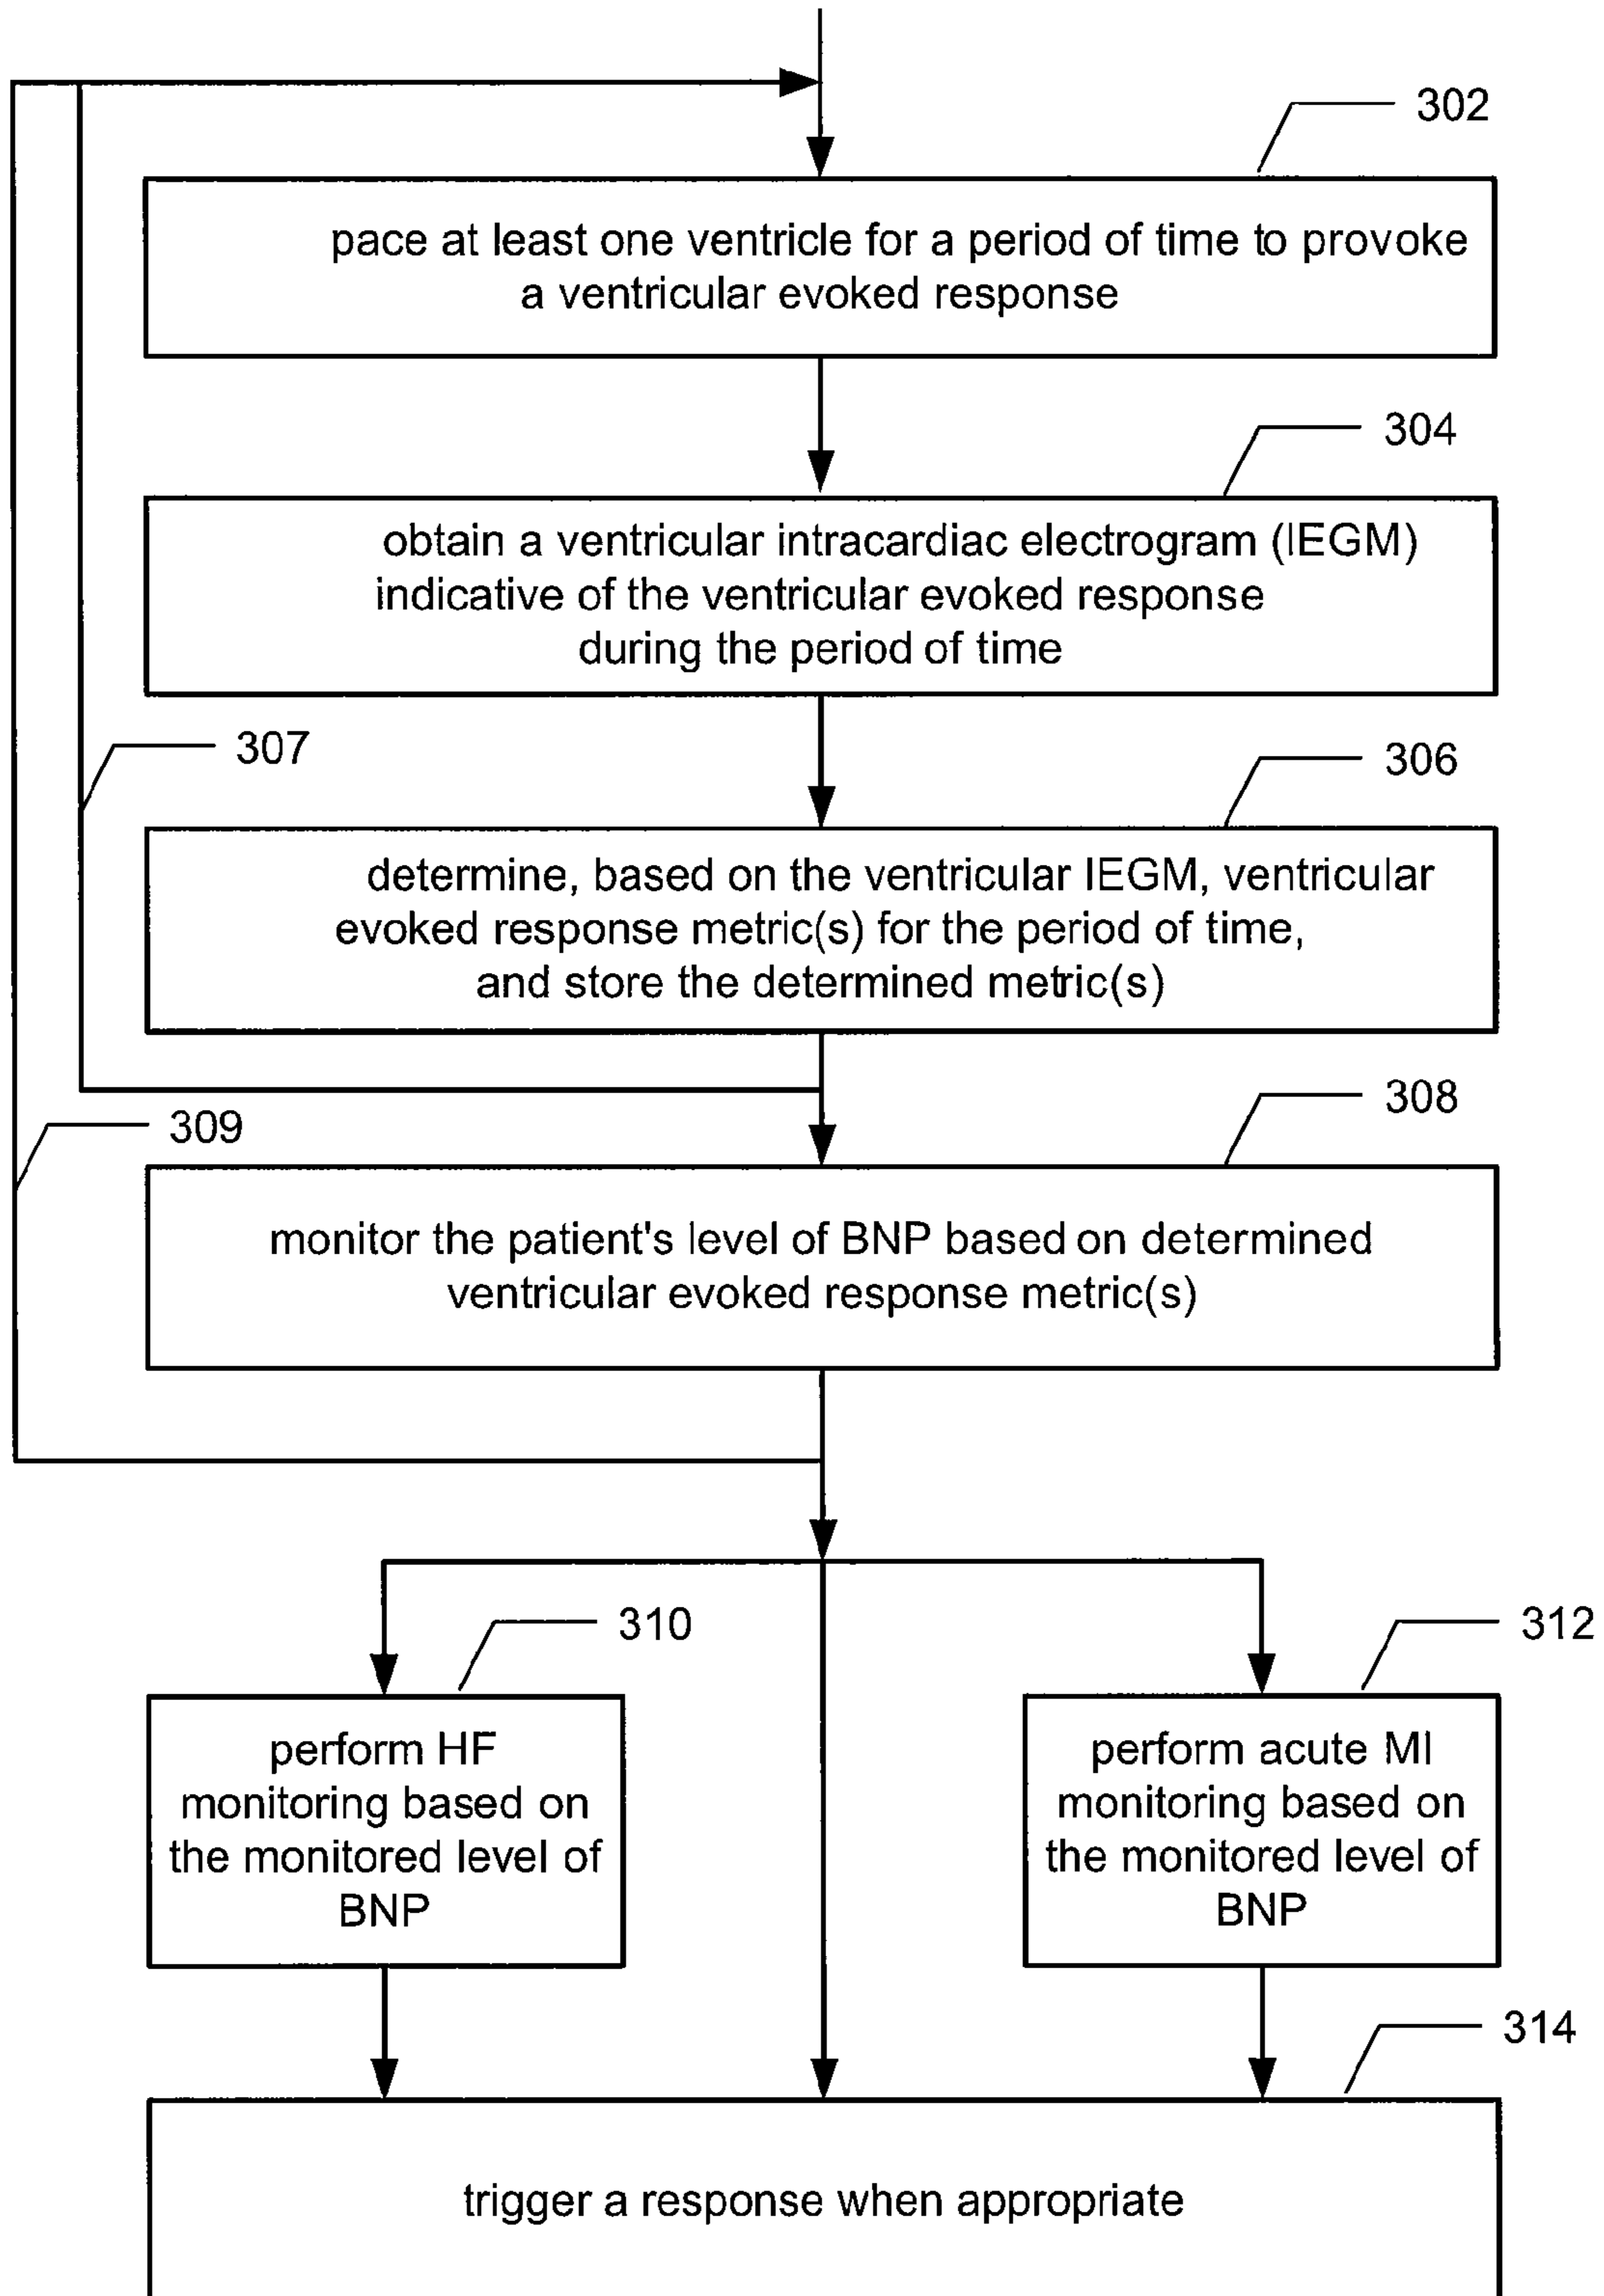 302
pace at least one ventricle for a period of time to provoke
a ventricular evoked response
304
obtain a ventricular intracardiac electrogram (IEGM)
indicative of the ventricular evoked response
during the period of time
307
306
determine, based on the ventricular IEGM, ventricular
evoked response metric(s) for the period of time,
and store the determined metric(s)
308
309
monitor the patient's level of BNP based on determined
ventricular evoked response metric(s)
310
312
perform HF
monitoring based on
the monitored level of
BNP
perform acute MI
monitoring based on
the monitored level of
BNP
314
trigger a response when appropriate